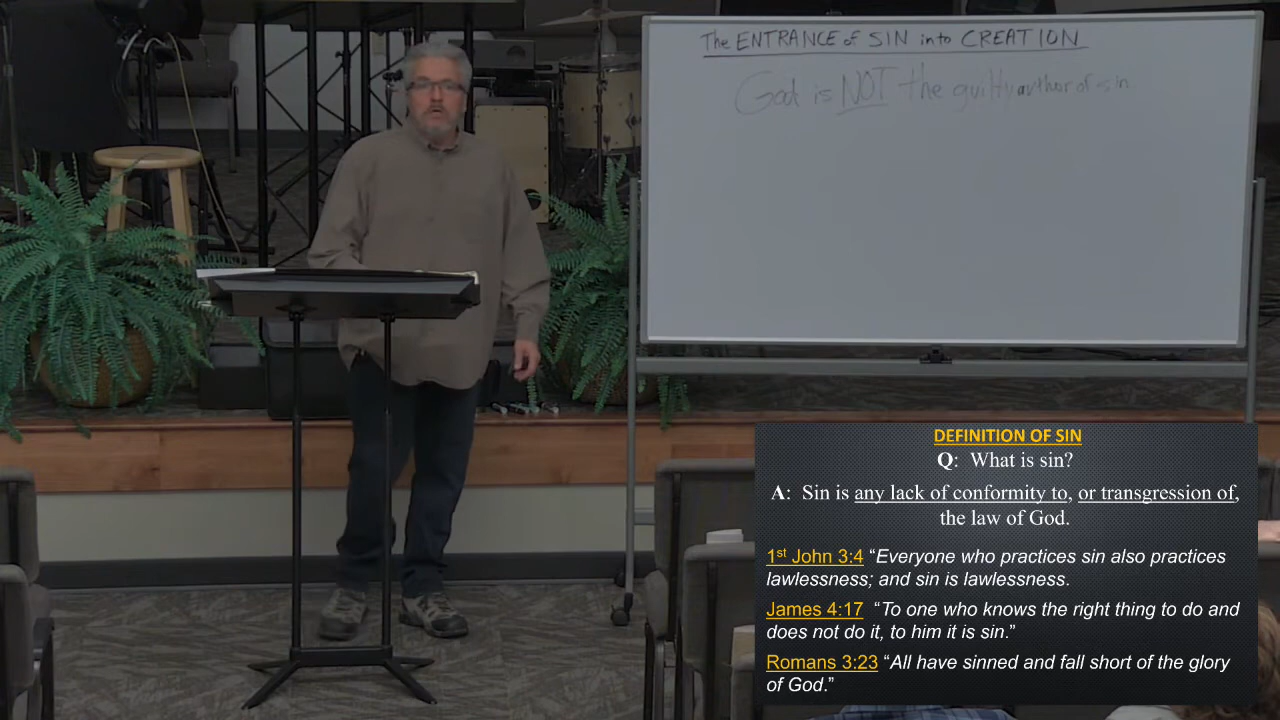 The ENTRANCE of SIN into CREATION
God is NOT the guilty author of sin
DEFINITION OF SIN
Q: What is sin?
A: Sin is any lack of conformity to, or transgression of,
the law of God.
1st John 3:4 “Everyone who practices sin also practices
lawlessness; and sin is lawlessness.
James 4:17 “To one who knows the right thing to do and
does not do it, to him it is sin.”
Romans 3:23 “All have sinned and fall short of the glory
of God.”